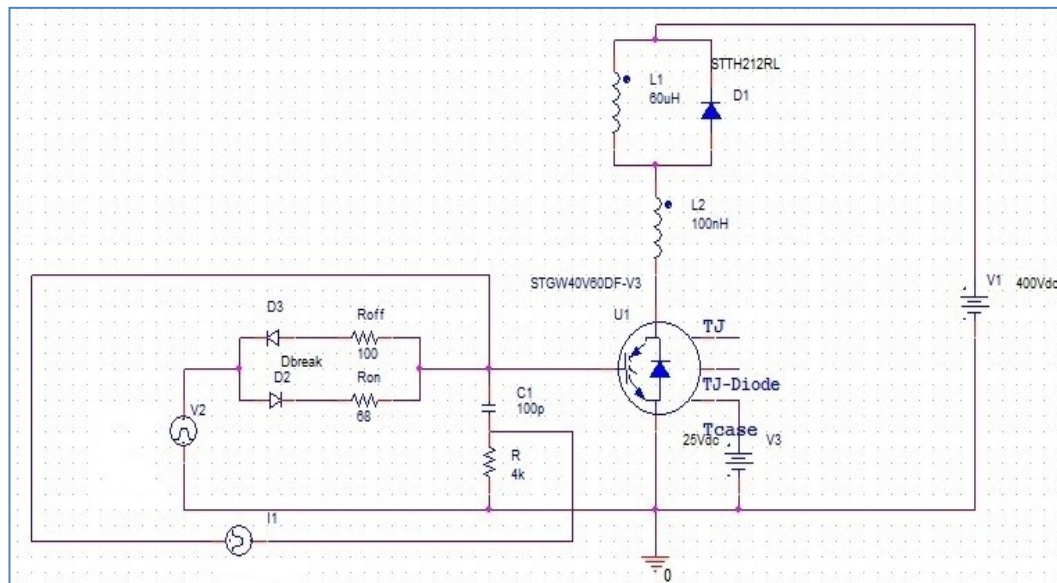 STTH212RL
L1
60uH
D1
L2
100nH
STGW40V60DF-V3
V1
400Vdc
U1
TJ
D3
Roff
100
Dbreak
D2
Ron
68
TJ-Diode
C1
100p
V2
Tcase
25Vdc
V3
R
4k
I1
0